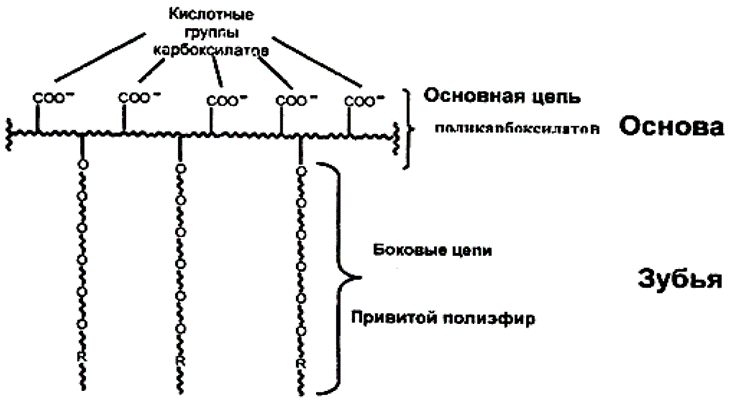 Кислотные
группы
карбоксилатов
COO⁻ COO⁻ COO⁻ COO⁻ COO⁻
Основная цепь
поликарбоксилатов
Основа
O O O
O O O
O O O
O O O
O O O
O O O
R R R
Боковые цепи
Привитой полиэфир
Зубья